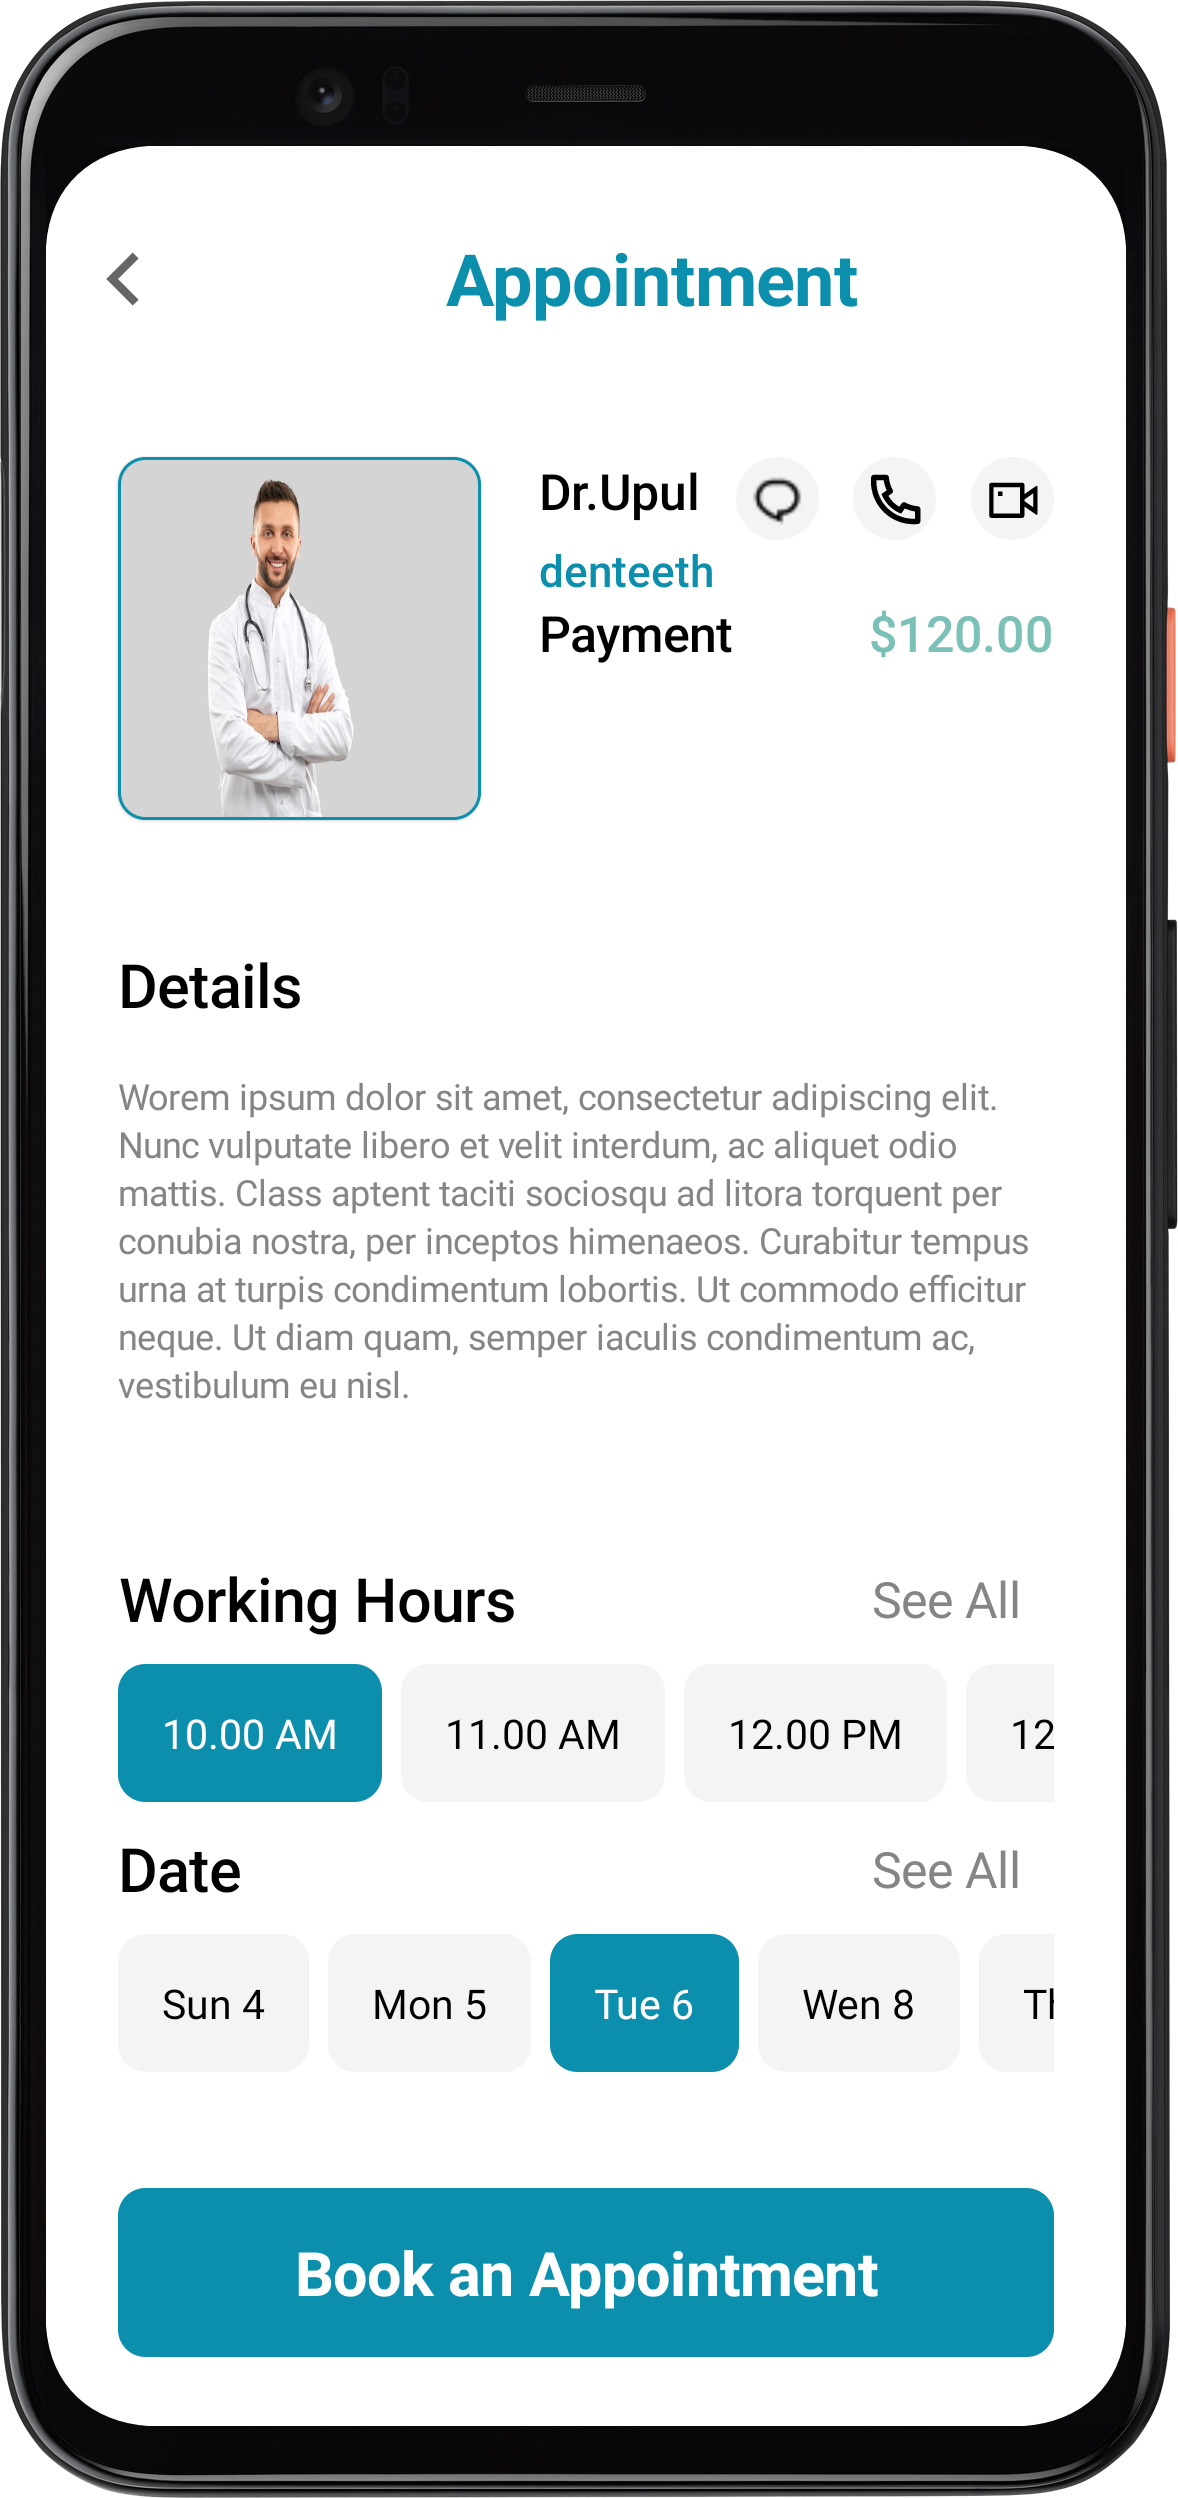 Appointment
Dr.Upul
denteeth
Payment $120.00
Details
Worem ipsum dolor sit amet, consectetur adipiscing elit.
Nunc vulputate libero et velit interdum, ac aliquet odio
mattis. Class aptent taciti sociosqu ad litora torquent per
conubia nostra, per inceptos himenaeos. Curabitur tempus
urna at turpis condimentum lobortis. Ut commodo efficitur
neque. Ut diam quam, semper iaculis condimentum ac,
vestibulum eu nisl.
Working Hours See All
10.00 AM 11.00 AM 12.00 PM 12
Date See All
Sun 4 Mon 5 Tue 6 Wen 8
Book an Appointment